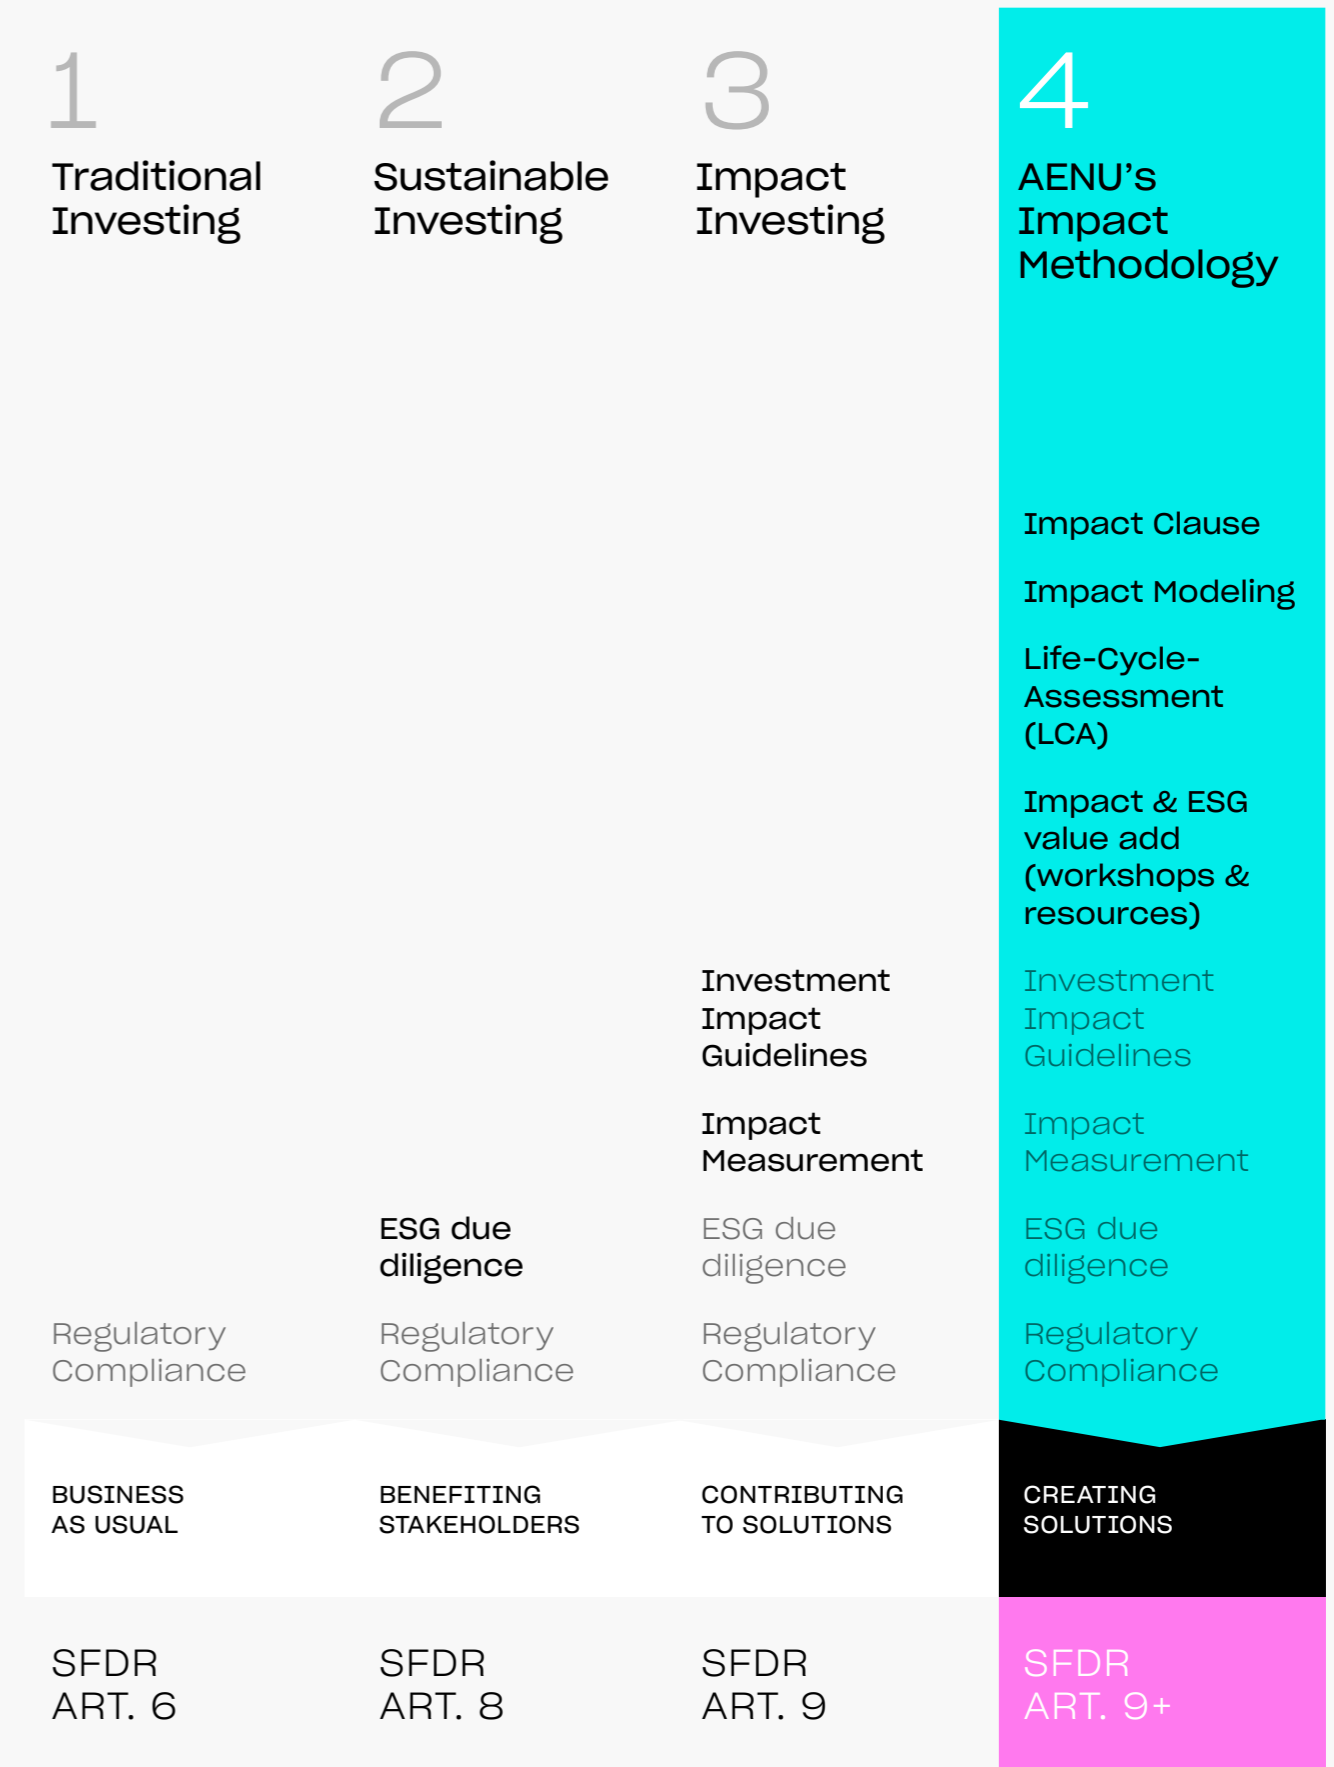 1
Traditional
Investing
Regulatory
Compliance
BUSINESS
AS USUAL
SFDR
ART. 6
2
Sustainable
Investing
ESG due
diligence
Regulatory
Compliance
BENEFITING
STAKEHOLDERS
SFDR
ART. 8
3
Impact
Investing
Investment
Impact
Guidelines
Impact
Measurement
ESG due
diligence
Regulatory
Compliance
CONTRIBUTING
TO SOLUTIONS
SFDR
ART. 9
4
AENU’s
Impact
Methodology
Impact Clause
Impact Modeling
Life-Cycle-
Assessment
(LCA)
Impact & ESG
value add
(workshops &
resources)
Investment
Impact
Guidelines
Impact
Measurement
ESG due
diligence
Regulatory
Compliance
CREATING
SOLUTIONS
SFDR
ART. 9+